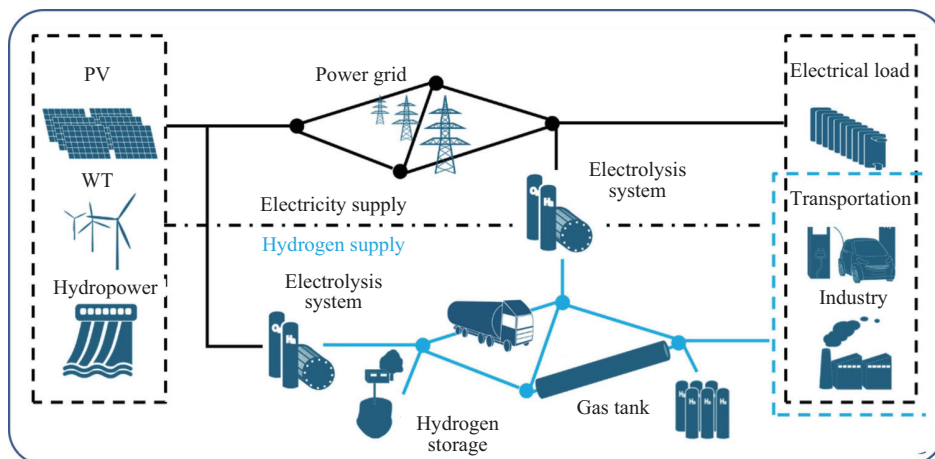 PV
WT
Hydropower
Power grid
Electricity supply
Hydrogen supply
Electrolysis
system
Electrolysis
system
Hydrogen
storage
Gas tank
Electrical load
Transportation
Industry